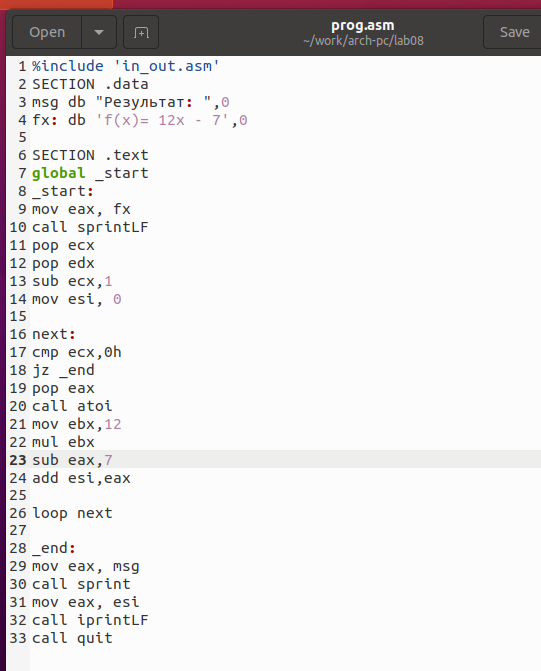 Open
prog.asm
~/work/arch-pc/lab08
Save
1 %include 'in_out.asm'
2 SECTION .data
3 msg db "Результат: ",0
4 fx: db 'f(x)= 12x - 7',0
5
6 SECTION .text
7 global _start
8 _start:
9 mov eax, fx
10 call sprintLF
11 pop ecx
12 pop edx
13 sub ecx,1
14 mov esi, 0
15
16 next:
17 cmp ecx,0h
18 jz _end
19 pop eax
20 call atoi
21 mov ebx,12
22 mul ebx
23 sub eax,7
24 add esi,eax
25
26 loop next
27
28 _end:
29 mov eax, msg
30 call sprint
31 mov eax, esi
32 call iprintLF
33 call quit